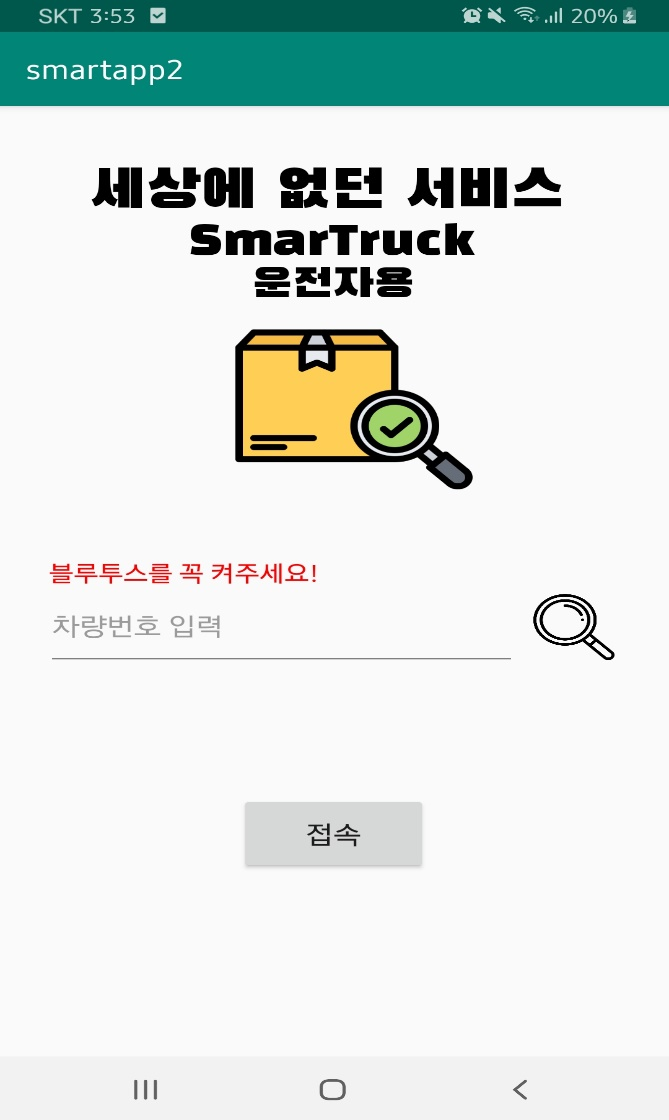 SKT 3:53 20%
smartapp2
세상에 없던 서비스
SmarTruck
운전자용
블루투스를 꼭 켜주세요!
차량번호 입력
접속